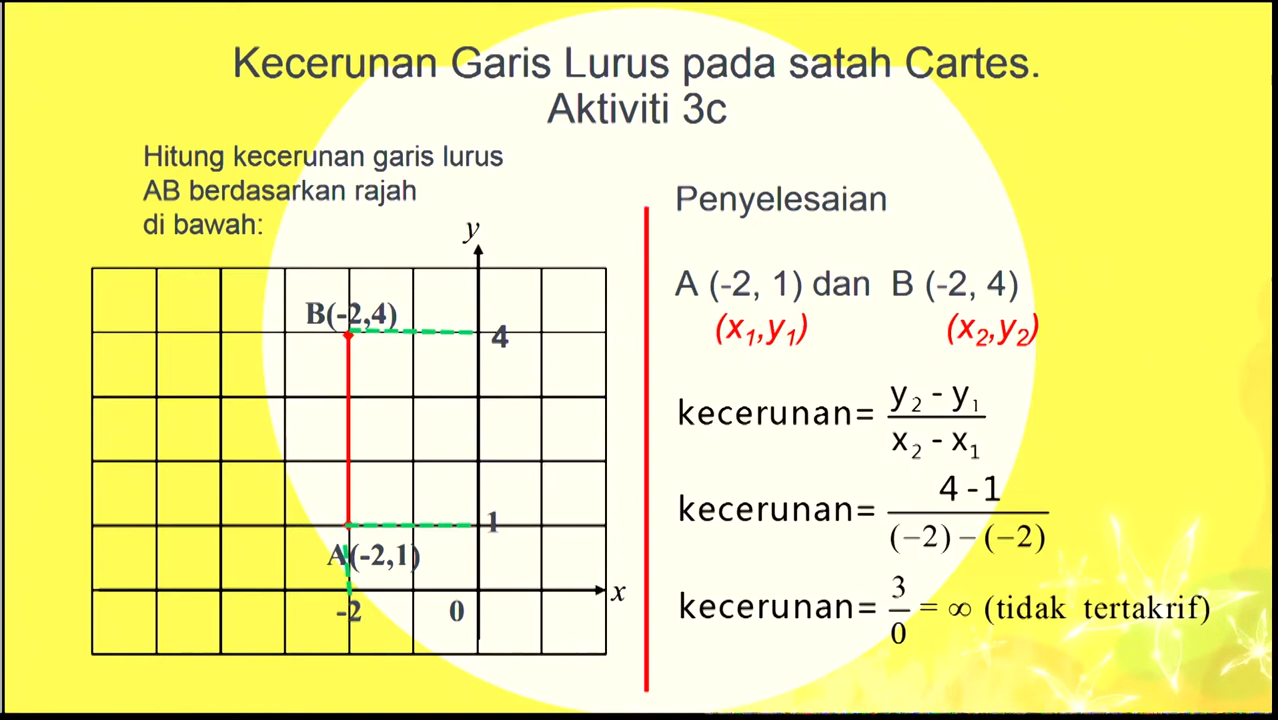 Kecerunan Garis Lurus pada satah Cartes.
Aktiviti 3c
Hitung kecerunan garis lurus
AB berdasarkan rajah
di bawah:
y
B(-2,4)
4
1
A(-2,1)
x
-2
0
Penyelesaian
A (-2, 1) dan B (-2, 4)
(x₁,y₁) (x₂,y₂)
kecerunan= y₂ - y₁ / x₂ - x₁
kecerunan= 4 -1 / (−2) − (−2)
kecerunan= 3 / 0 = ∞ (tidak tertakrif)